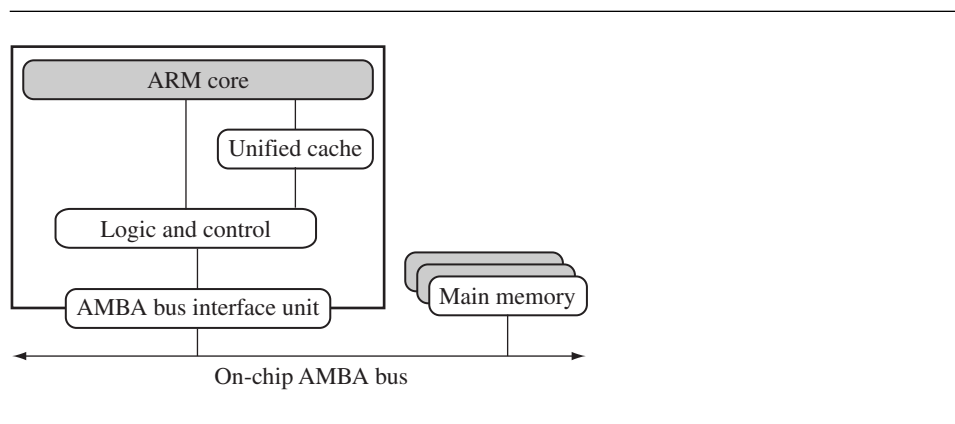 ARM core
Unified cache
Logic and control
AMBA bus interface unit
Main memory
On-chip AMBA bus